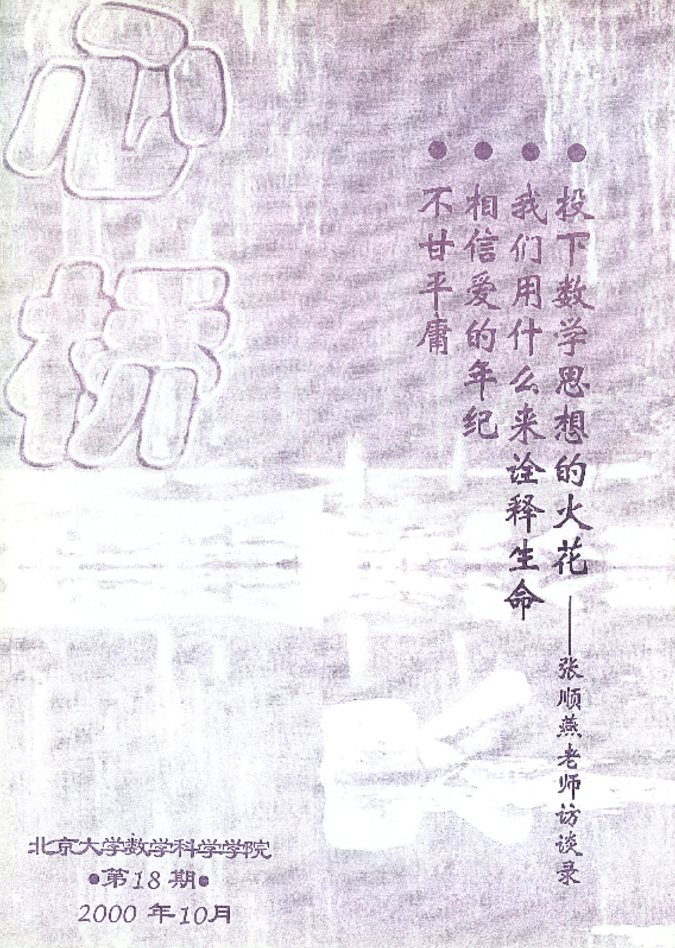 心桥
投下数学思想的火花——张顺燕老师访谈录
我们用什么来诠释生命
相信爱的年纪
不甘平庸
北京大学数学科学学院
•第18期•
2000年10月